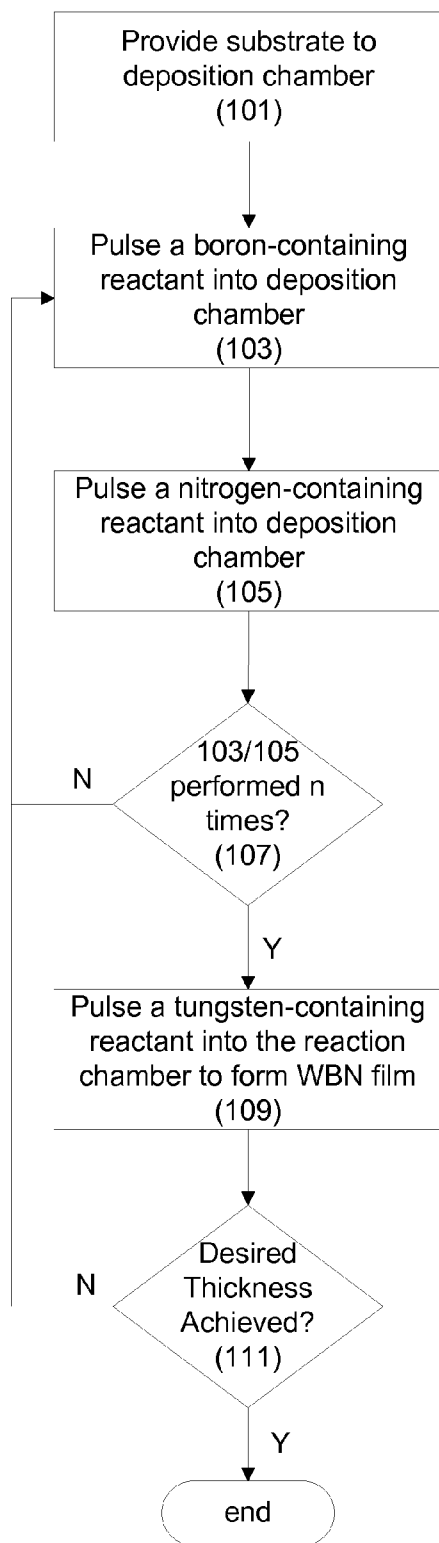 Provide substrate to
deposition chamber
(101)
Pulse a boron-containing
reactant into deposition
chamber
(103)
Pulse a nitrogen-containing
reactant into deposition
chamber
(105)
103/105
performed n
times?
(107)
N
Y
Pulse a tungsten-containing
reactant into the reaction
chamber to form WBN film
(109)
Desired
Thickness
Achieved?
(111)
N
Y
end